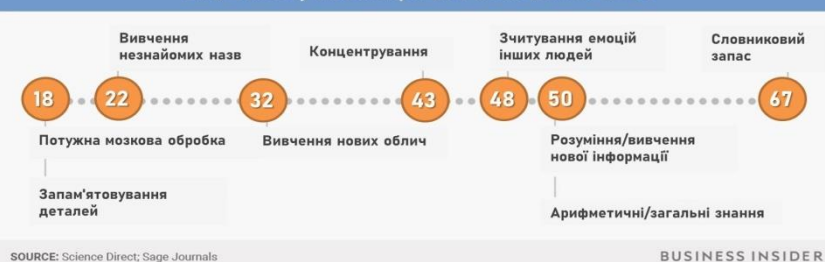 Вивчення
незнайомих назв
Концентрування
Зчитування емоцій
інших людей
Словниковий
запас
18
22
32
43
48
50
67
Потужна мозкова обробка
Вивчення нових облич
Розуміння/вивчення
нової інформації
Запам'ятовування
деталей
Арифметичні/загальні знання
SOURCE: Science Direct; Sage Journals
BUSINESS INSIDER